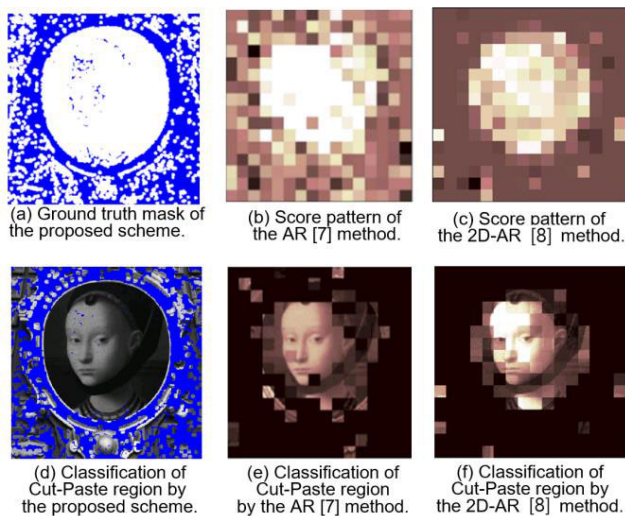 (a) Ground truth mask of
the proposed scheme.
(b) Score pattern of
the AR [7] method.
(c) Score pattern of
the 2D-AR [8] method.
(d) Classification of
Cut-Paste region by
the proposed scheme.
(e) Classification of
Cut-Paste region
by the AR [7] method.
(f) Classification of
Cut-Paste region by
the 2D-AR [8] method.